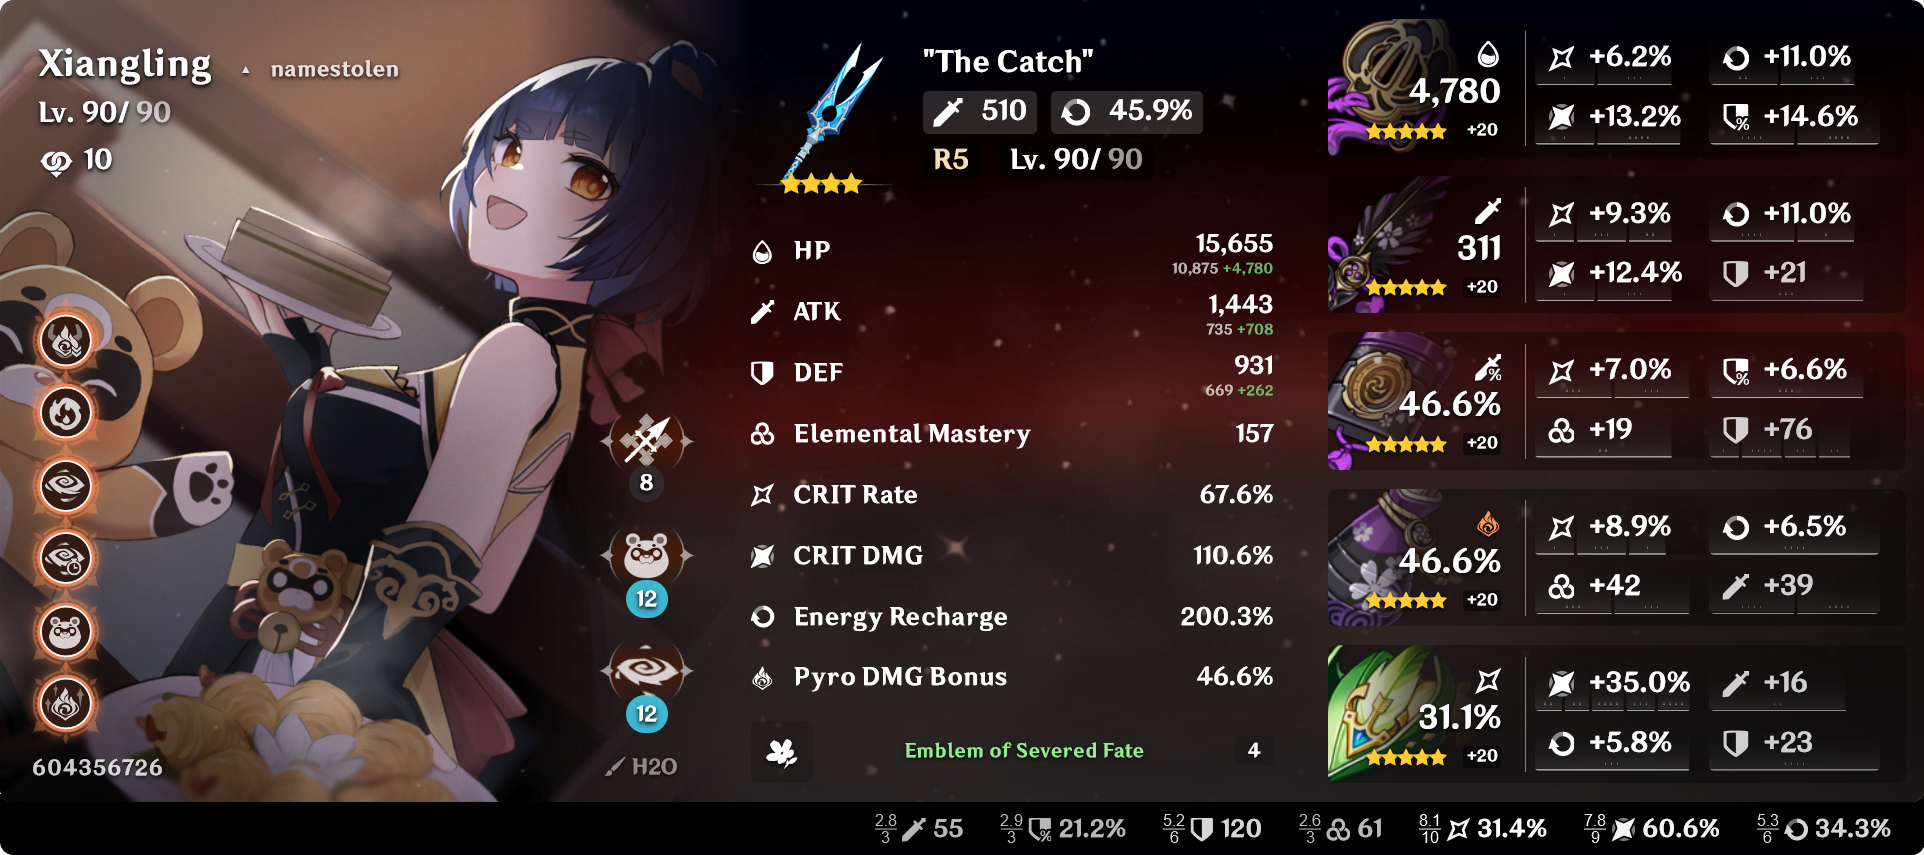 Xiangling ▲ namestolen
Lv. 90/ 90
10
604356726
8
12
12
H2O
"The Catch"
510 45.9%
R5 Lv. 90/ 90
HP 15,655
10,875 +4,780
ATK 1,443
735 +708
DEF 931
669 +262
Elemental Mastery 157
CRIT Rate 67.6%
CRIT DMG 110.6%
Energy Recharge 200.3%
Pyro DMG Bonus 46.6%
Emblem of Severed Fate 4
4,780
+20
+6.2% +11.0%
+13.2% +14.6%
311
+20
+9.3% +11.0%
+12.4% +21
46.6%
+20
+7.0% +6.6%
+19 +76
46.6%
+20
+8.9% +6.5%
+42 +39
31.1%
+20
+35.0% +16
+5.8% +23
2.8/3 55 2.9/3 21.2% 5.2/6 120 2.6/3 61 8.1/10 31.4% 7.8/9 60.6% 5.3/6 34.3%